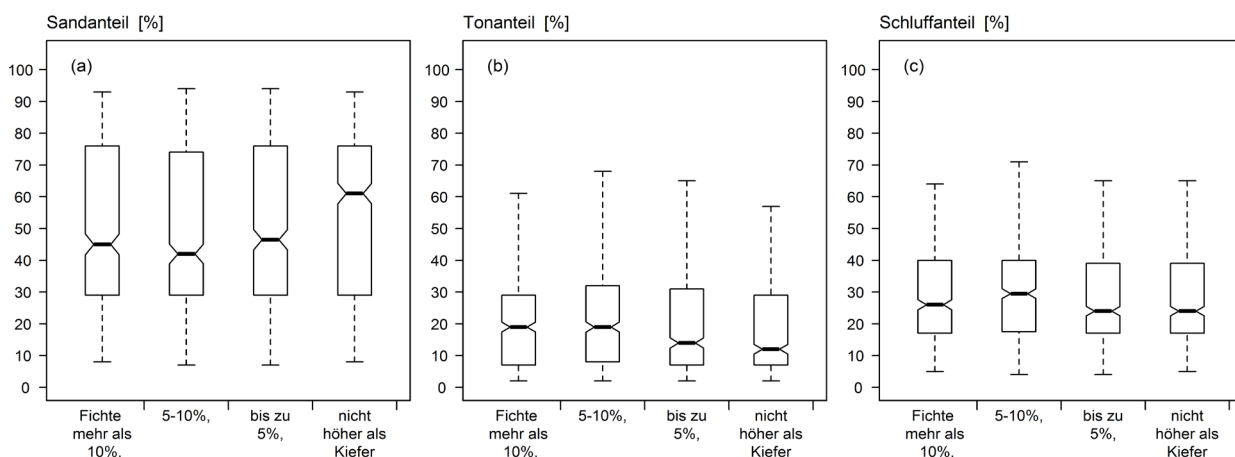 Sandanteil [%]
(a)
100
90
80
70
60
50
40
30
20
10
0
Fichte
mehr als
10%,
5-10%,
bis zu
5%,
nicht
höher als
Kiefer
Tonanteil [%]
(b)
100
90
80
70
60
50
40
30
20
10
0
Fichte
mehr als
10%,
5-10%,
bis zu
5%,
nicht
höher als
Kiefer
Schluffanteil [%]
(c)
100
90
80
70
60
50
40
30
20
10
0
Fichte
mehr als
10%,
5-10%,
bis zu
5%,
nicht
höher als
Kiefer